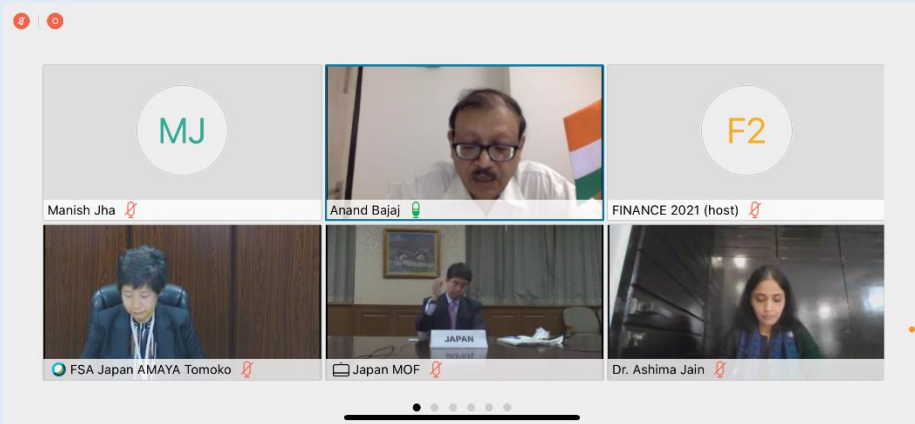 MJ
F2
Manish Jha
Anand Bajaj
FINANCE 2021 (host)
JAPAN
FSA Japan AMAYA Tomoko
Japan MOF
Dr. Ashima Jain